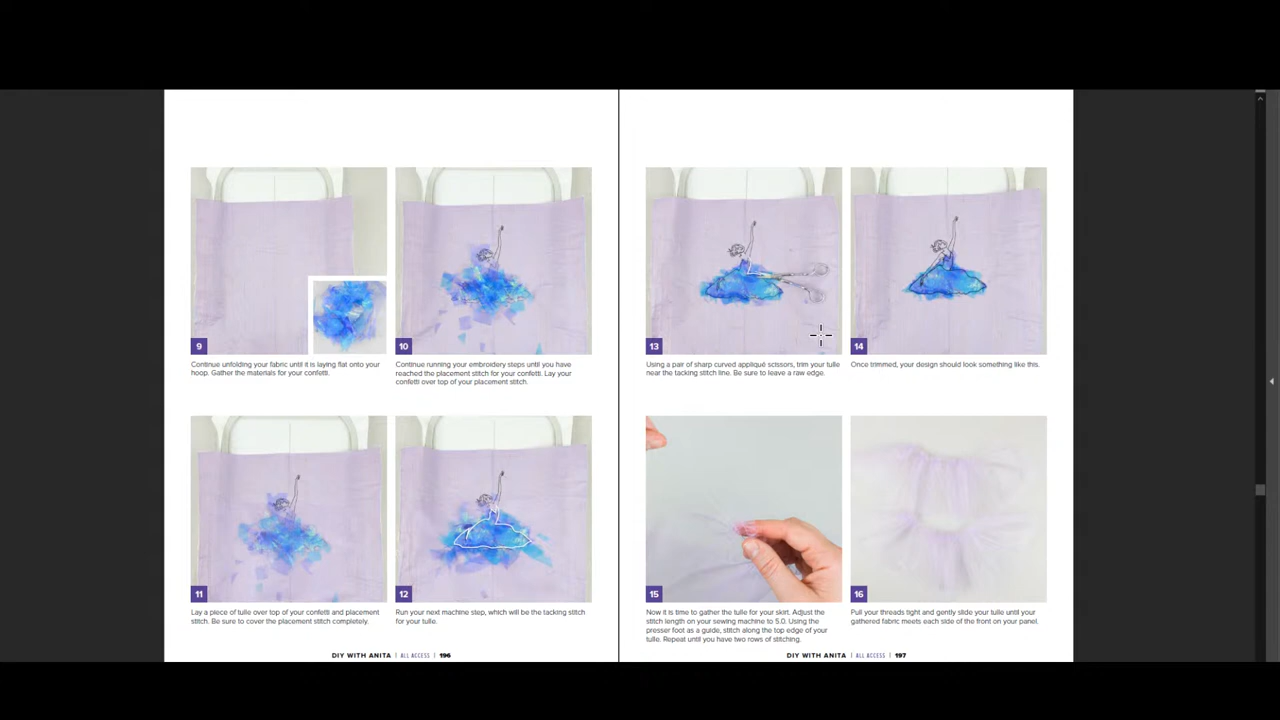 9
Continue unfolding your fabric until it is laying flat onto your
hoop. Gather the materials for your confetti.
10
Continue running your embroidery steps until you have
reached the placement stitch for your confetti. Lay your
confetti over top of your placement stitch.
11
Lay a piece of tulle over top of your confetti and placement
stitch. Be sure to cover the placement stitch completely.
12
Run your next machine step, which will be the tacking stitch
for your tulle.
DIY WITH ANITA | ALL ACCESS | 196
13
Using a pair of sharp curved appliqué scissors, trim your tulle
near the tacking stitch line. Be sure to leave a raw edge.
14
Once trimmed, your design should look something like this.
15
Now it is time to gather the tulle for your skirt. Adjust the
stitch length on your sewing machine to 5.0. Using the
presser foot as a guide, stitch along the top edge of your
tulle. Repeat until you have two rows of stitching.
16
Pull your threads tight and gently slide your tulle until your
gathered fabric meets each side of the front on your panel.
DIY WITH ANITA | ALL ACCESS | 197